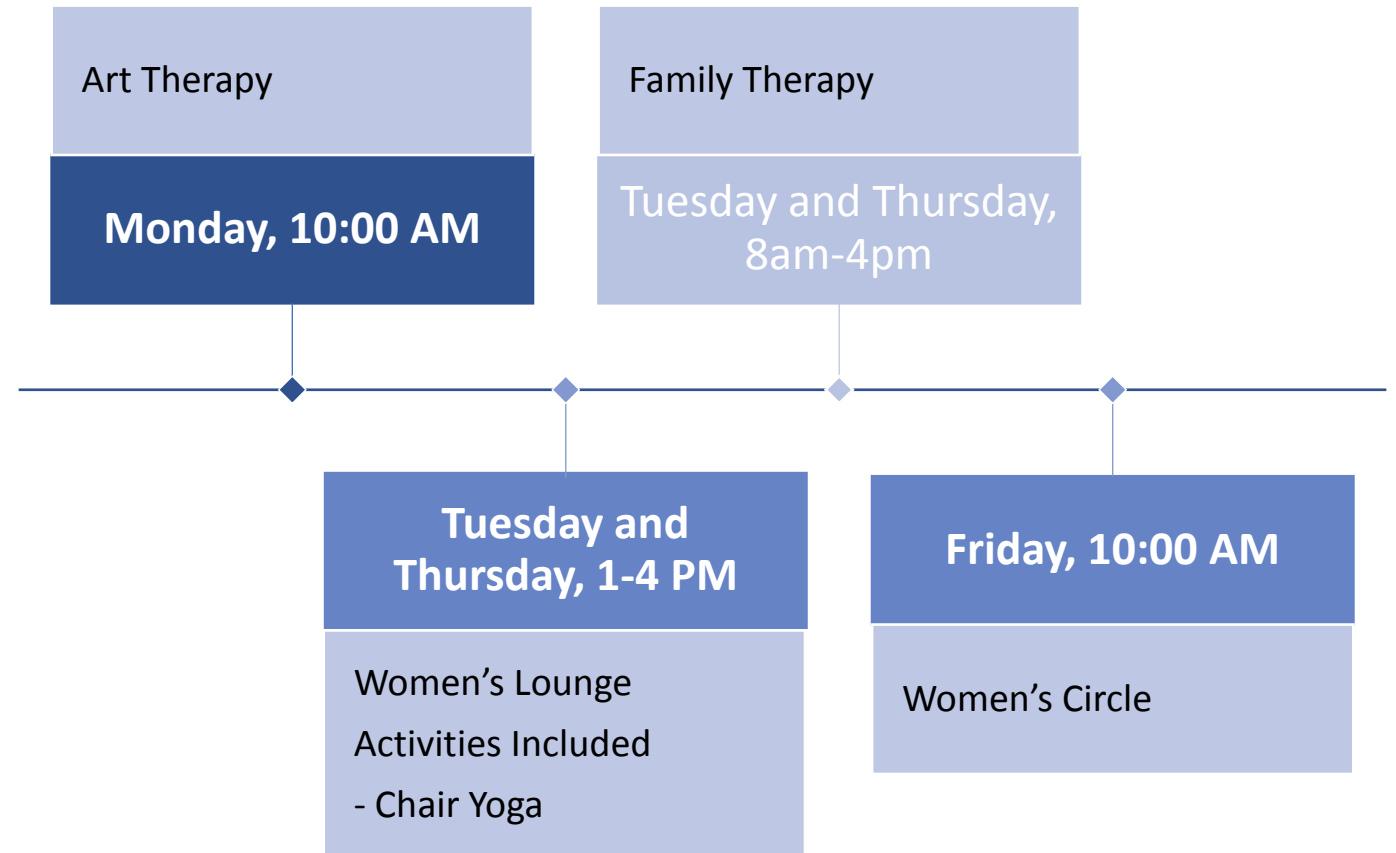 Art Therapy
Monday, 10:00 AM
Family Therapy
Tuesday and Thursday,
8am-4pm
Tuesday and
Thursday, 1-4 PM
Women’s Lounge
Activities Included
- Chair Yoga
Friday, 10:00 AM
Women’s Circle